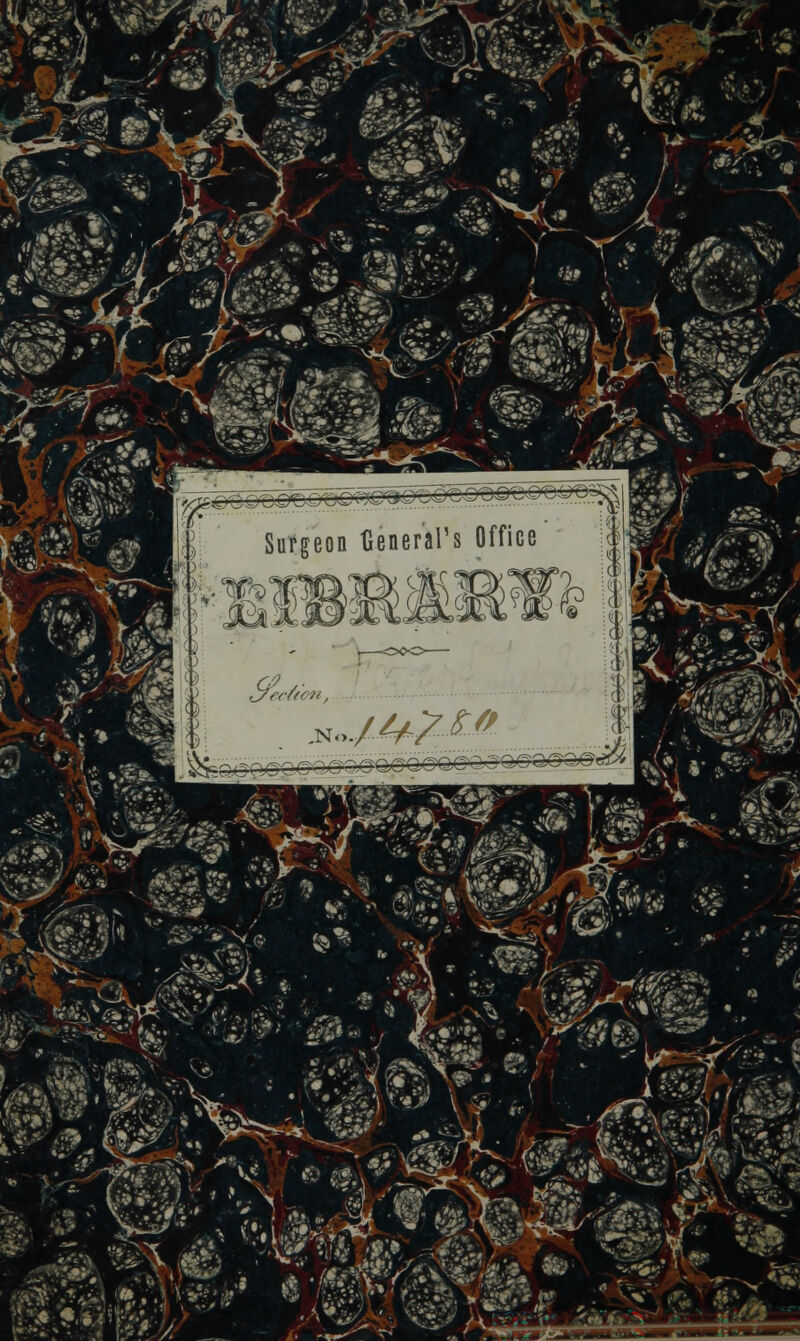 Surgeon General's Office
LIBRARY.
Section,
No. 14780